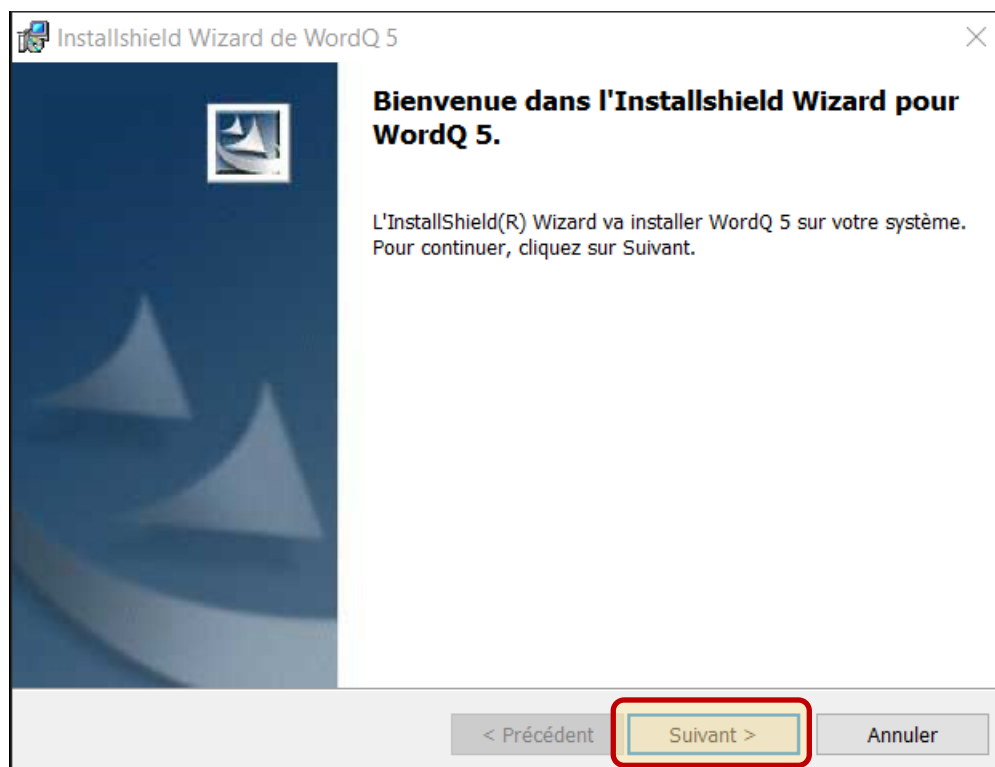 Installshield Wizard de WordQ 5
Bienvenue dans l'Installshield Wizard pour
WordQ 5.
L'InstallShield(R) Wizard va installer WordQ 5 sur votre système.
Pour continuer, cliquez sur Suivant.
< Précédent
Suivant >
Annuler